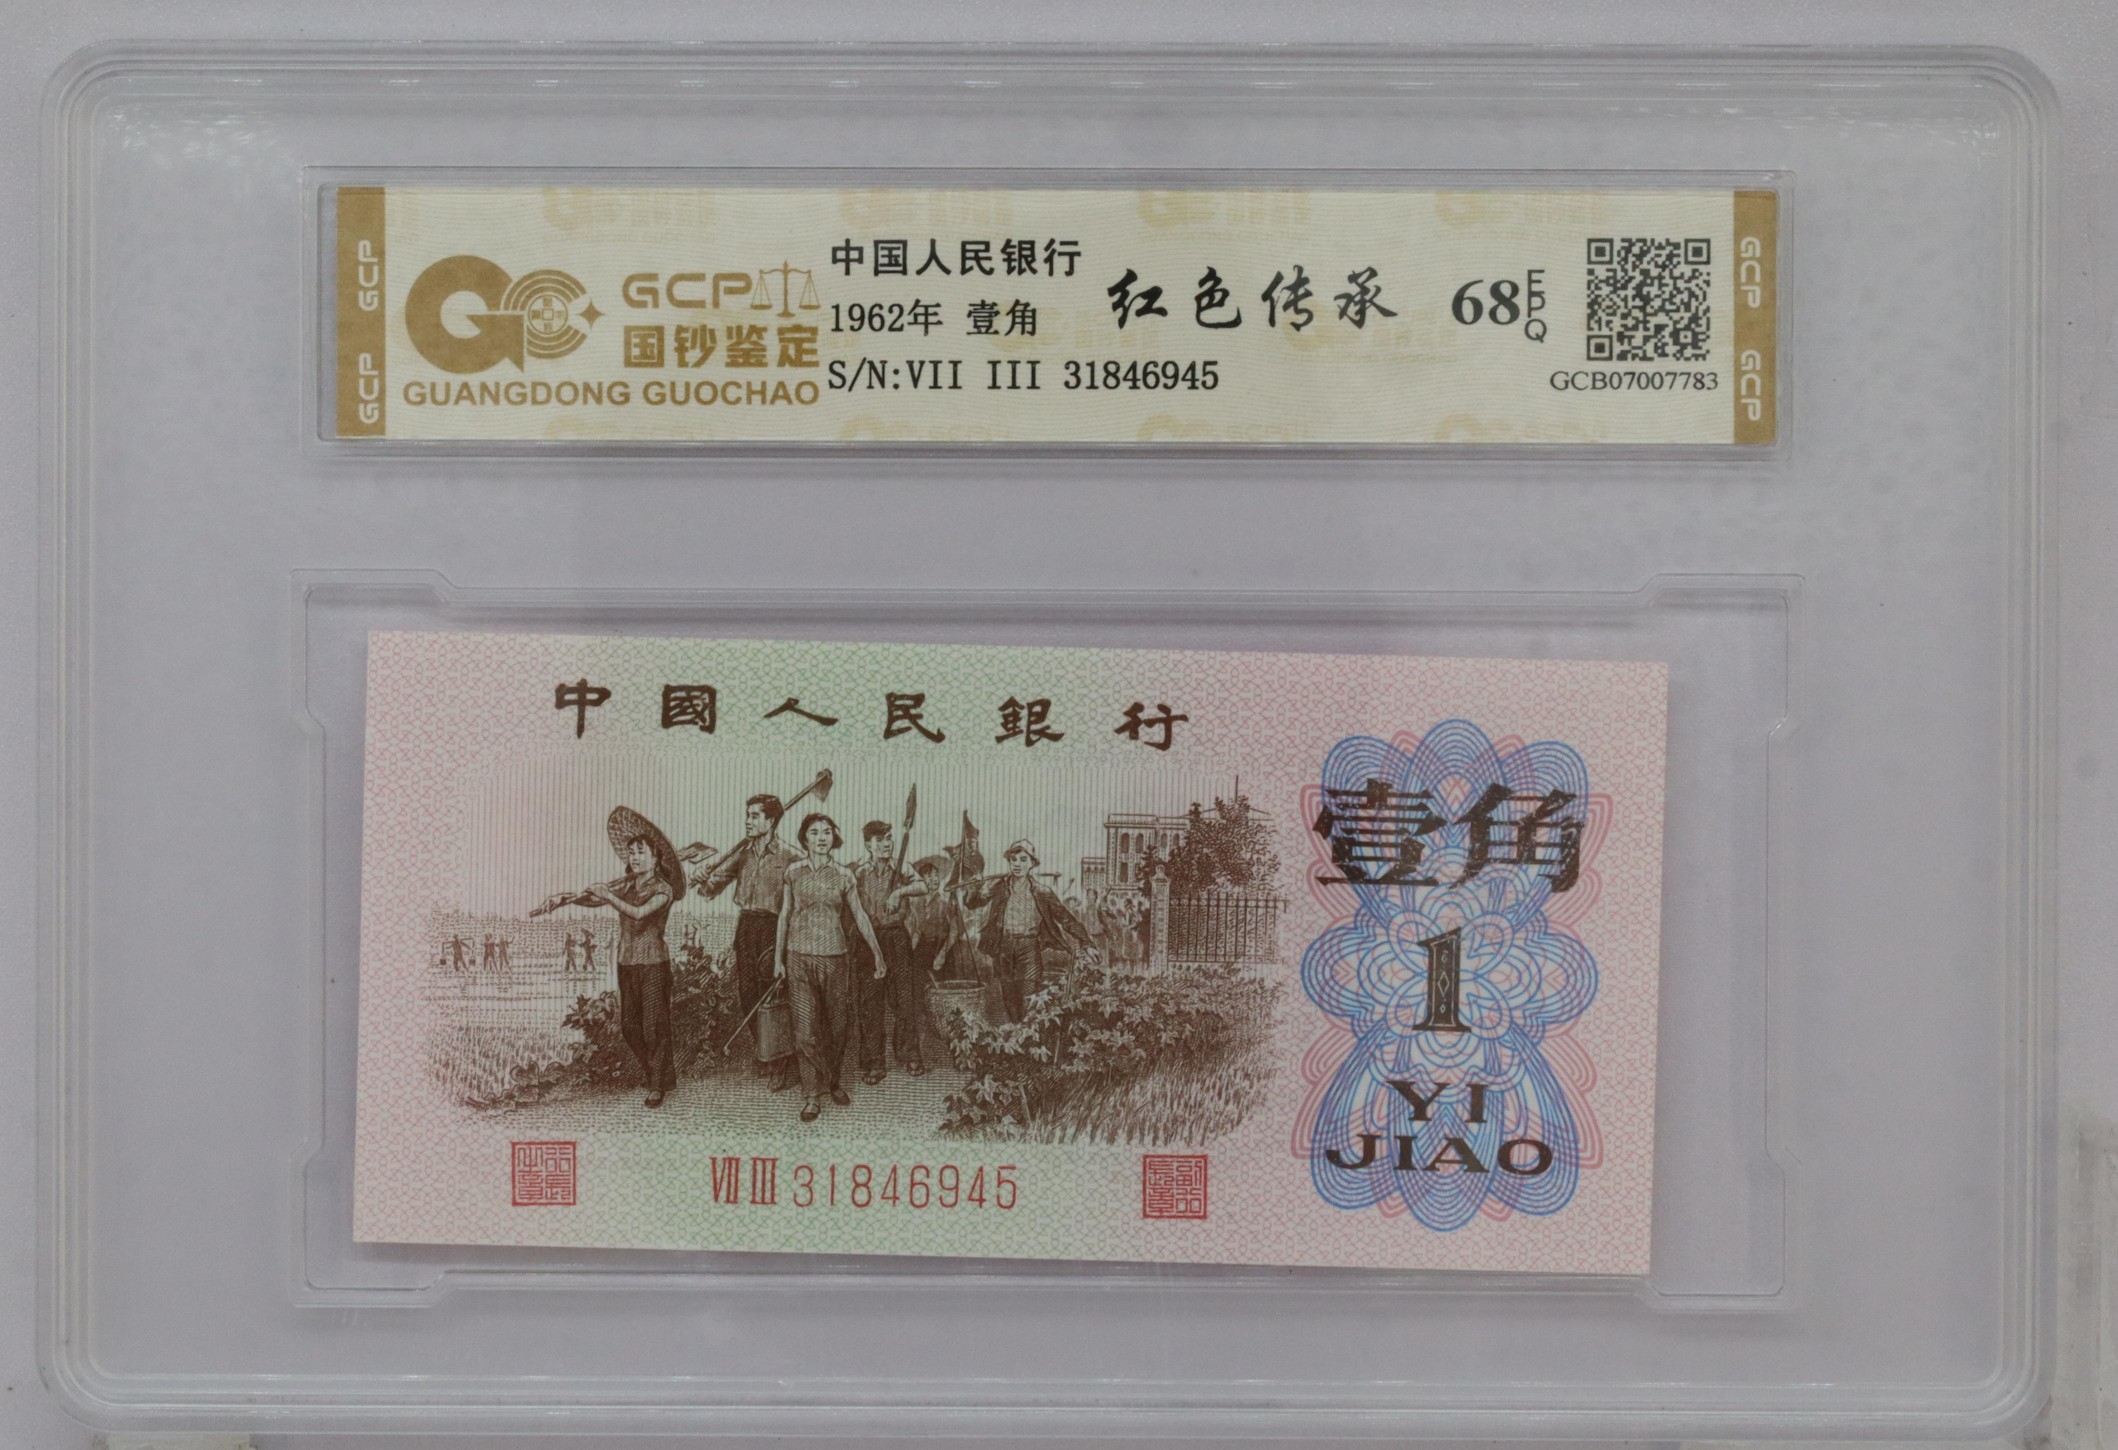 GCP
GCP
GCP
国钞鉴定
GUANGDONG GUOCHAO
中国人民银行
1962年 壹角
S/N:VII III 31846945
红色传承
68 EPQ
GCB07007783
GCP
GCP
中國人民銀行
壹角
1
YI
JIAO
VII III 31846945